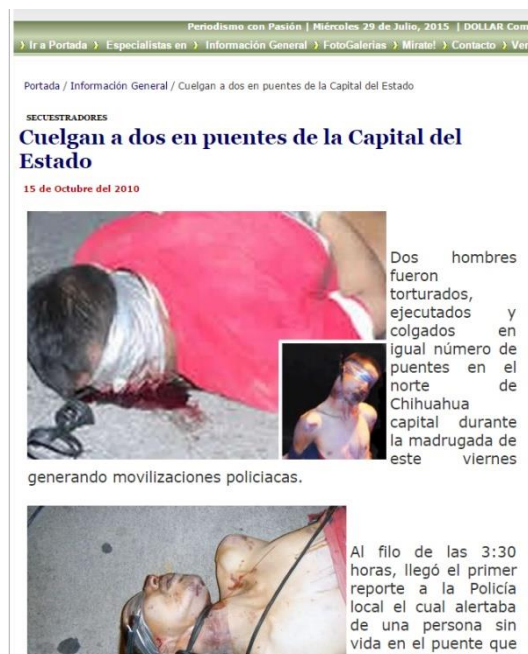 Periodismo con Pasión | Miércoles 29 de Julio, 2015 | DOLLAR Com
Ir a Portada Especialistas en Información General FotoGalerias Mirate! Contacto Ver
Portada / Información General / Cuelgan a dos en puentes de la Capital del Estado
SECUESTRADORES
Cuelgan a dos en puentes de la Capital del
Estado
15 de Octubre del 2010
Dos hombres
fueron
torturados,
ejecutados y
colgados en
igual número de
puentes en el
norte de
Chihuahua
capital durante
la madrugada de
este viernes
generando movilizaciones policiacas.
Al filo de las 3:30
horas, llegó el primer
reporte a la Policía
local el cual alertaba
de una persona sin
vida en el puente que